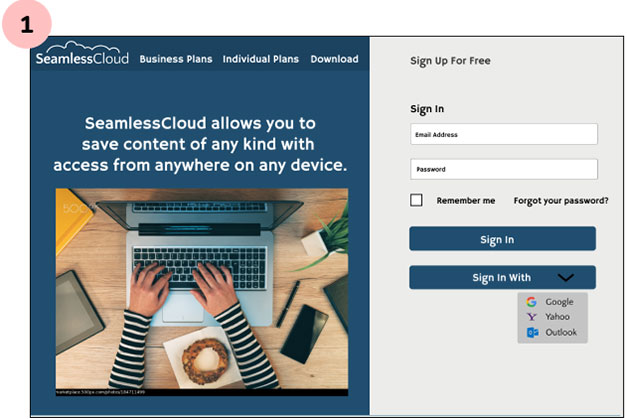 1
SeamlessCloud
Business Plans Individual Plans Download
SeamlessCloud allows you to
save content of any kind with
access from anywhere on any device.
marketplace.500px.com/photos/184711499
Sign Up For Free
Sign In
Email Address
Password
Remember me Forgot your password?
Sign In
Sign In With
Google
Yahoo
Outlook